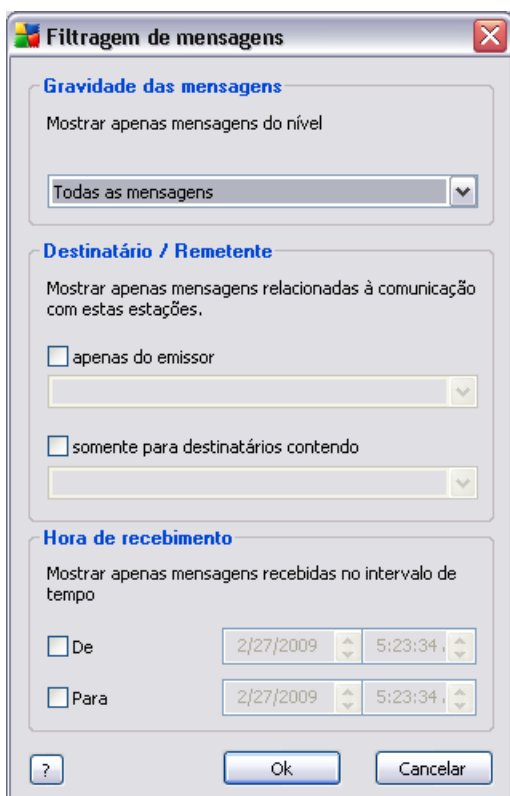 Filtragem de mensagens
Gravidade das mensagens
Mostrar apenas mensagens do nível
Todas as mensagens
Destinatário / Remetente
Mostrar apenas mensagens relacionadas à comunicação
com estas estações.
apenas do emissor
somente para destinatários contendo
Hora de recebimento
Mostrar apenas mensagens recebidas no intervalo de
tempo
De 2/27/2009 5:23:34
Para 2/27/2009 5:23:34
? Ok Cancelar